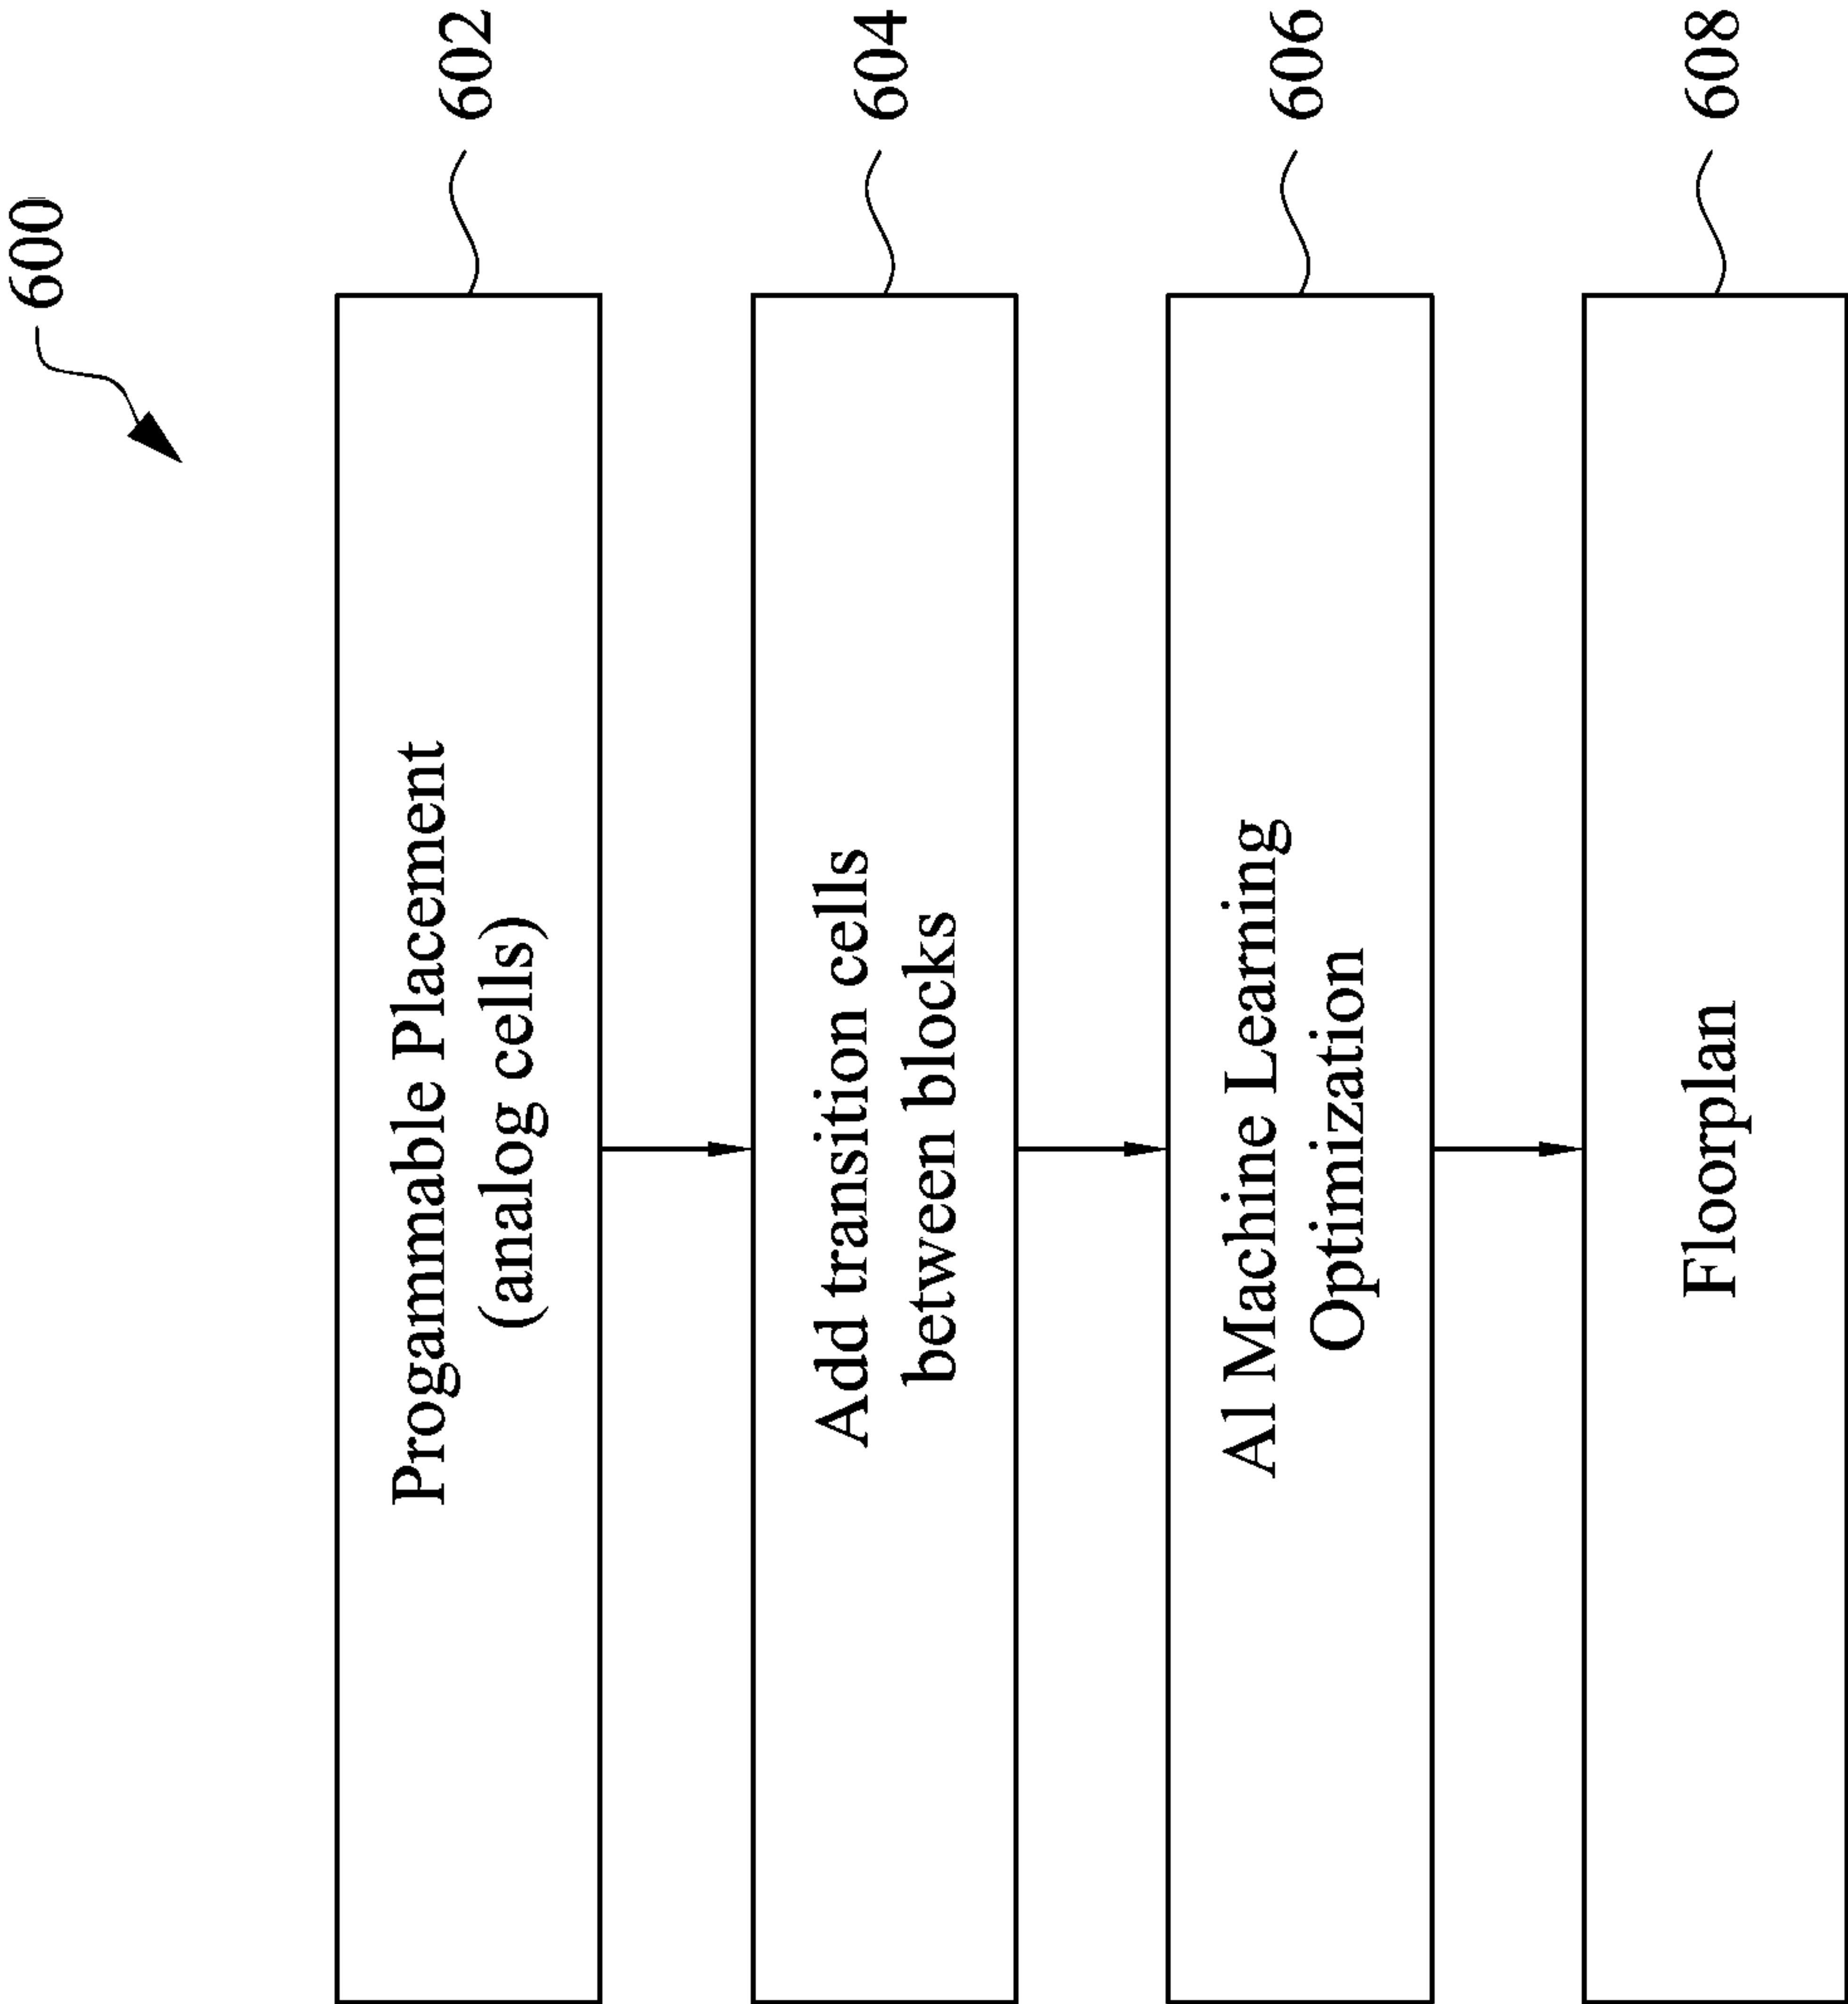 600
Progammable Placement
(analog cells)
602
Add transition cells
between blocks
604
Al Machine Learning
Optimization
606
Floorplan
608